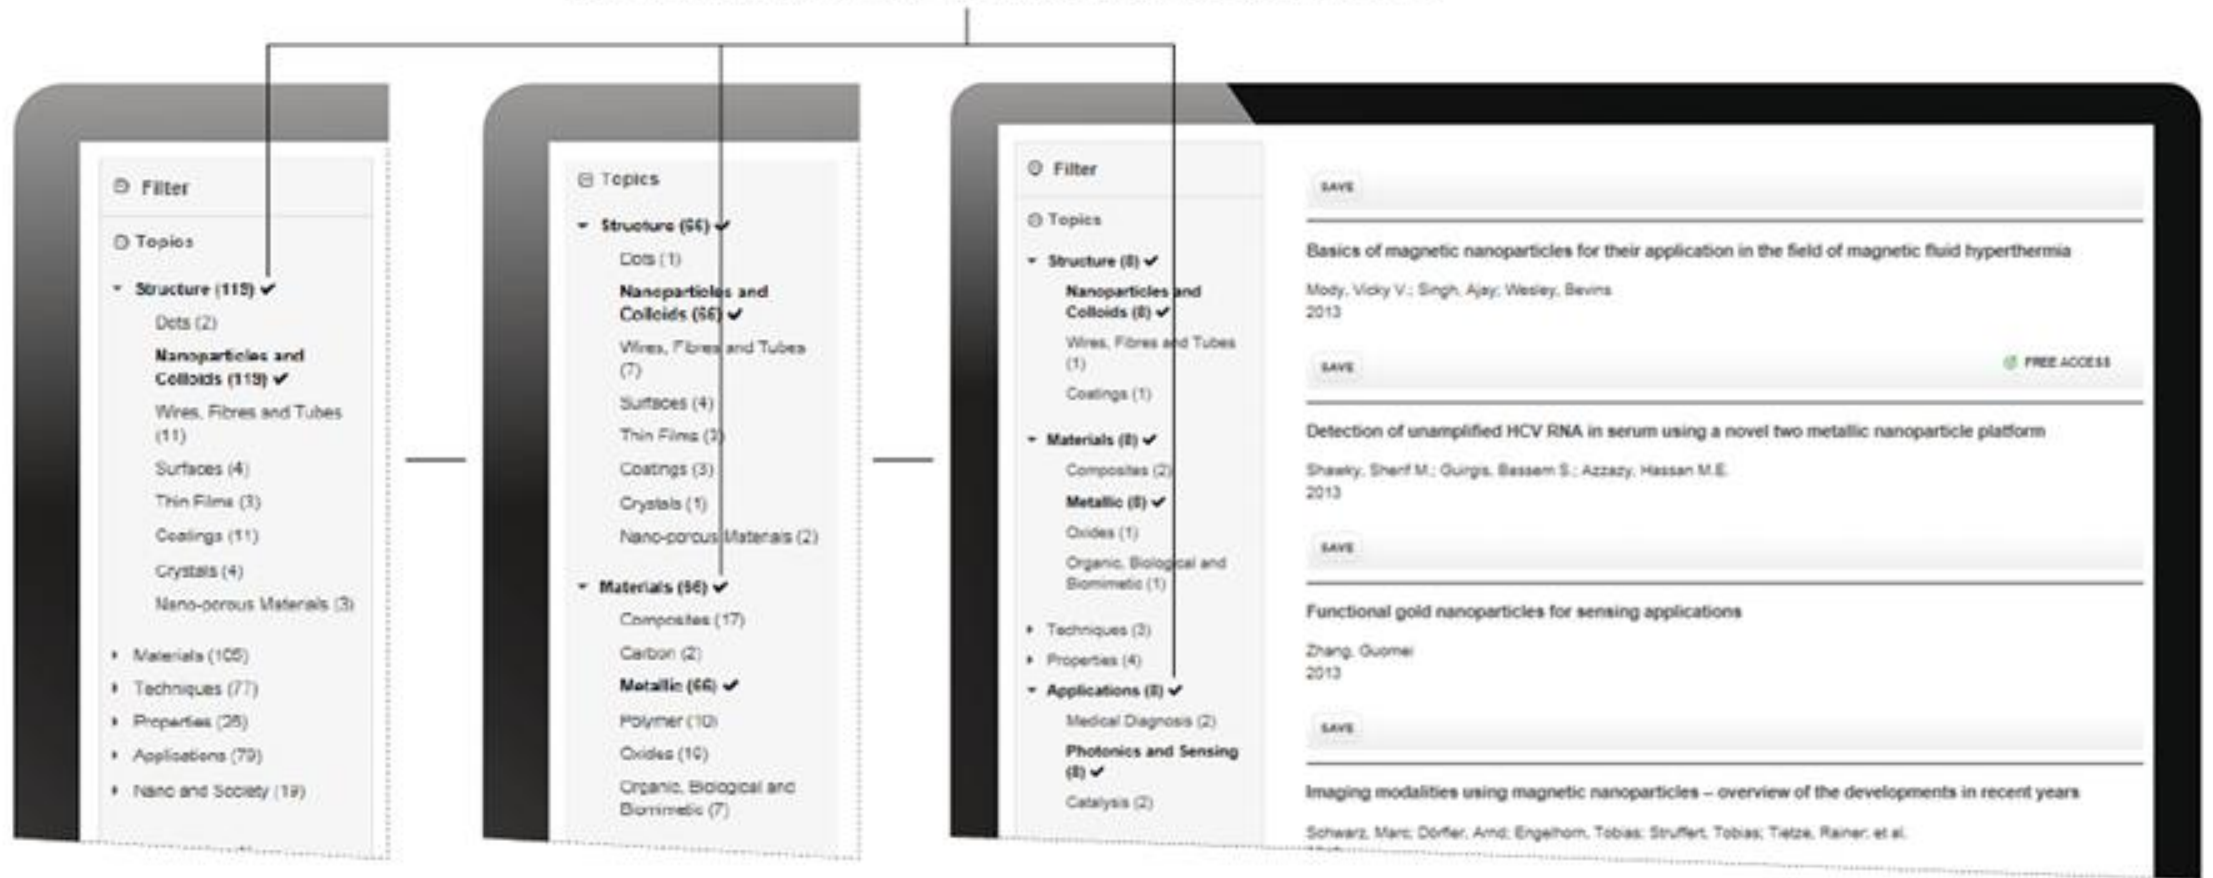 Filter
Topics
Structure (119) ✔
Dots (2)
Nanoparticles and
Colloids (119) ✔
Wires, Fibres and Tubes
(11)
Surfaces (4)
Thin Films (3)
Coatings (11)
Crystals (4)
Nano-porous Materials (3)
Materials (105)
Techniques (77)
Properties
Applications (79)
Nano and Society (19)
Topics
Structure (66) ✔
Dots (1)
Nanoparticles and
Colloids (66) ✔
Wires, Fibres and Tubes
(7)
Surfaces (4)
Thin Films
Coatings (3)
Crystals (1)
Nano-porous Materials (2)
Materials (66) ✔
Composites (17)
Carbon (2)
Metallic (66) ✔
Polymer (10)
Oxides
Organic, Biological and
Biomimetic (7)
Filter
Topics
Structure (8) ✔
Nanoparticles and
Colloids (8) ✔
Wires, Fibres and Tubes
(1)
Coatings (1)
Materials (8) ✔
Composites (2)
Metallic (8) ✔
Oxides (1)
Organic, Biological and
Biomimetic (1)
Techniques (3)
Properties (4)
Applications (8) ✔
Medical Diagnosis (2)
Photonics and Sensing
(8) ✔
Catalysis (2)
SAVE
Basics of magnetic nanoparticles for their application in the field of magnetic fluid hyperthermia
Mody, Vicky V.; Singh, Ajay; Wesley, Bevins
2013
SAVE
FREE ACCESS
Detection of unamplified HCV RNA in serum using a novel two metallic nanoparticle platform
Shawky, Sherif M.; Guirgis, Bassem S.; Azzazy, Hassan M.E.
2013
SAVE
Functional gold nanoparticles for sensing applications
Zhang, Guomei
2013
SAVE
Imaging modalities using magnetic nanoparticles – overview of the developments in recent years
Schwarz, Marc; Dörfler, Arnd; Engelhorn, Tobias; Struffert, Tobias; Tietze, Rainer; et al.